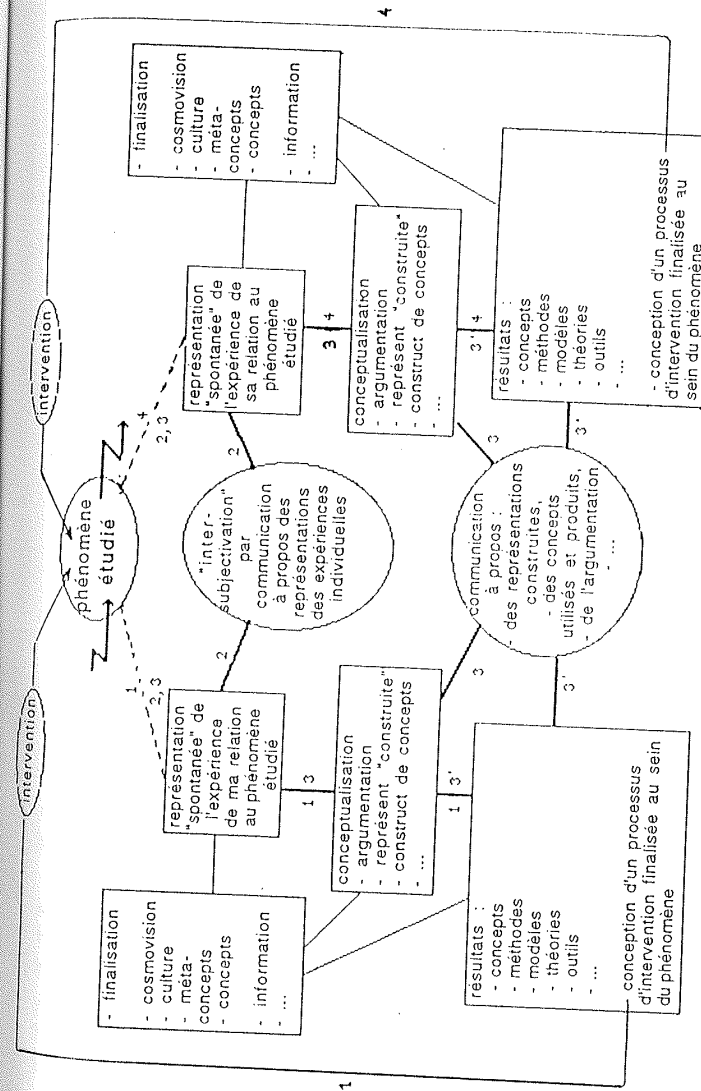 intervention
intervention
phénomène
étudié
1
2, 3
4
2, 3
1
4
- finalisation
- cosmovision
- culture
- méta-
concepts
- concepts
- information
- ...
représentation
"spontanée" de
l'expérience
de ma relation
au phénomène
étudié
2
"inter-
subjectivation"
par
communication
à propos des
représentations
des expériences
individuelles
2
représentation
"spontanée" de
l'expérience de
sa relation au
phénomène
étudié
- finalisation
- cosmovision
- culture
- méta-
concepts
- concepts
- information
- ...
1 3
3 4
conceptualisation
- argumentation
- représent "construite"
- construct de concepts
- ...
conceptualisation
- argumentation
- représent "construite"
- construct de concepts
- ...
3
3
1 3'
3' 4
communication
à propos :
- des représentations
construites,
- des concepts
utilisés et produits,
- de l'argumentation
- ...
3'
3'
résultats :
- concepts
- méthodes
- modèles
- théories
- outils
- ...
conception d'un processus
d'intervention finalisée au sein
du phénomène
résultats :
- concepts
- méthodes
- modèles
- théories
- outils
- ...
- conception d'un processus
d'intervention finalisée au
sein du phénomène